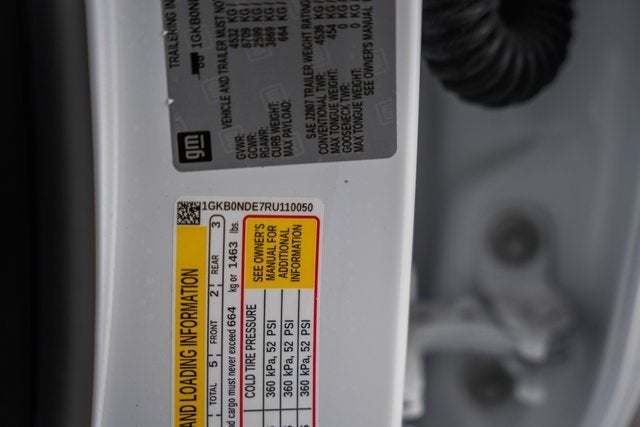 TRAILERING IN
1GKB0ND
VEHICLE AND TRAILER MUST NO
GVWR: 4532 KG /
GCWR: 8709 KG /
RGAWR: 2599 KG /
CURB WEIGHT: 3869 KG /
MAX PAYLOAD: 664 KG /
SAE J2807 TRAILER WEIGHT RATING
CONVENTIONAL TWR: 4536 KG /
MAX TONGUE WEIGHT: 454 KG /
GOOSENECK TWR: 0 KG /
MAX TONGUE WEIGHT: 0 KG /
SEE OWNER'S MANUAL
gm
1GKB0NDE7RU110050
AND LOADING INFORMATION
TOTAL 5 FRONT 2 REAR 3
nd cargo must never exceed 664 kg or 1463 lbs.
COLD TIRE PRESSURE
360 kPa, 52 PSI
360 kPa, 52 PSI
360 kPa, 52 PSI
SEE OWNER'S
MANUAL FOR
ADDITIONAL
INFORMATION